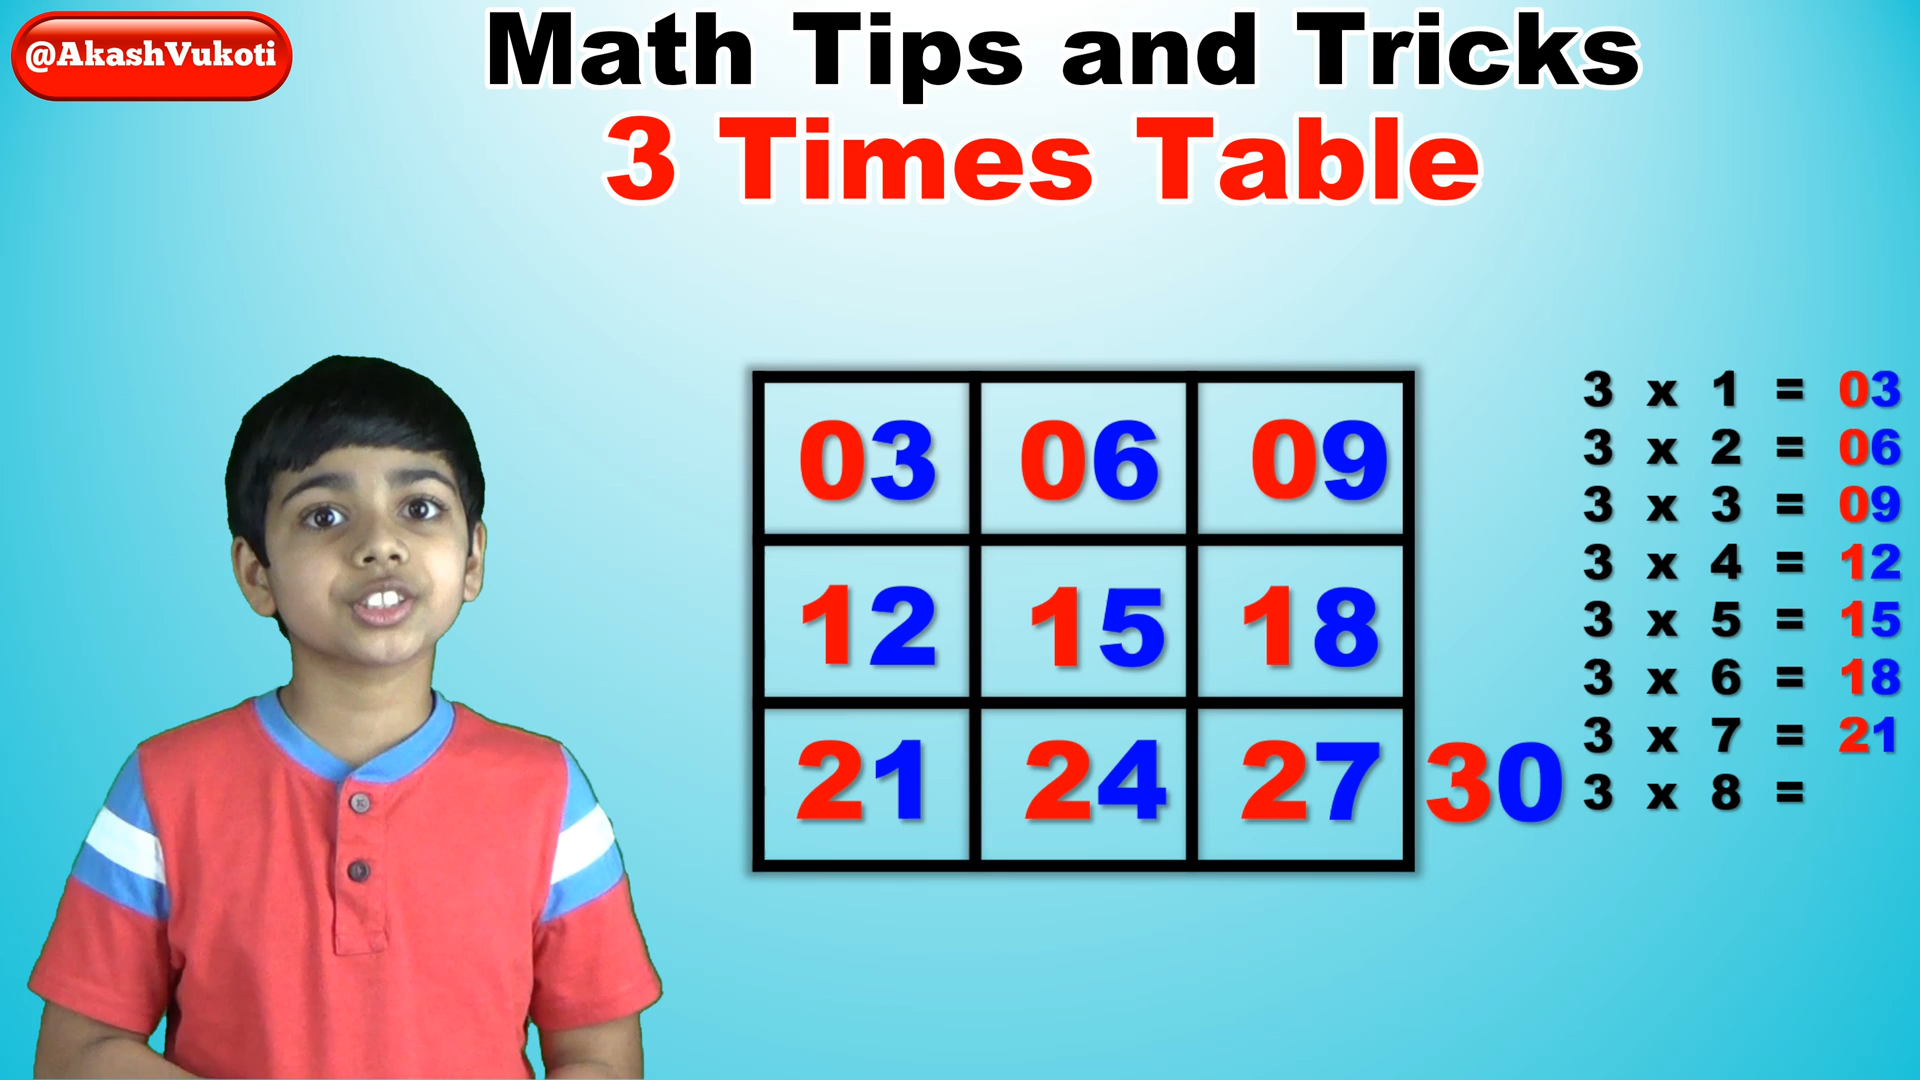 @AkashVukoti
Math Tips and Tricks
3 Times Table
03 06 09
12 15 18
21 24 27 30
3 x 1 = 03
3 x 2 = 06
3 x 3 = 09
3 x 4 = 12
3 x 5 = 15
3 x 6 = 18
3 x 7 = 21
3 x 8 =